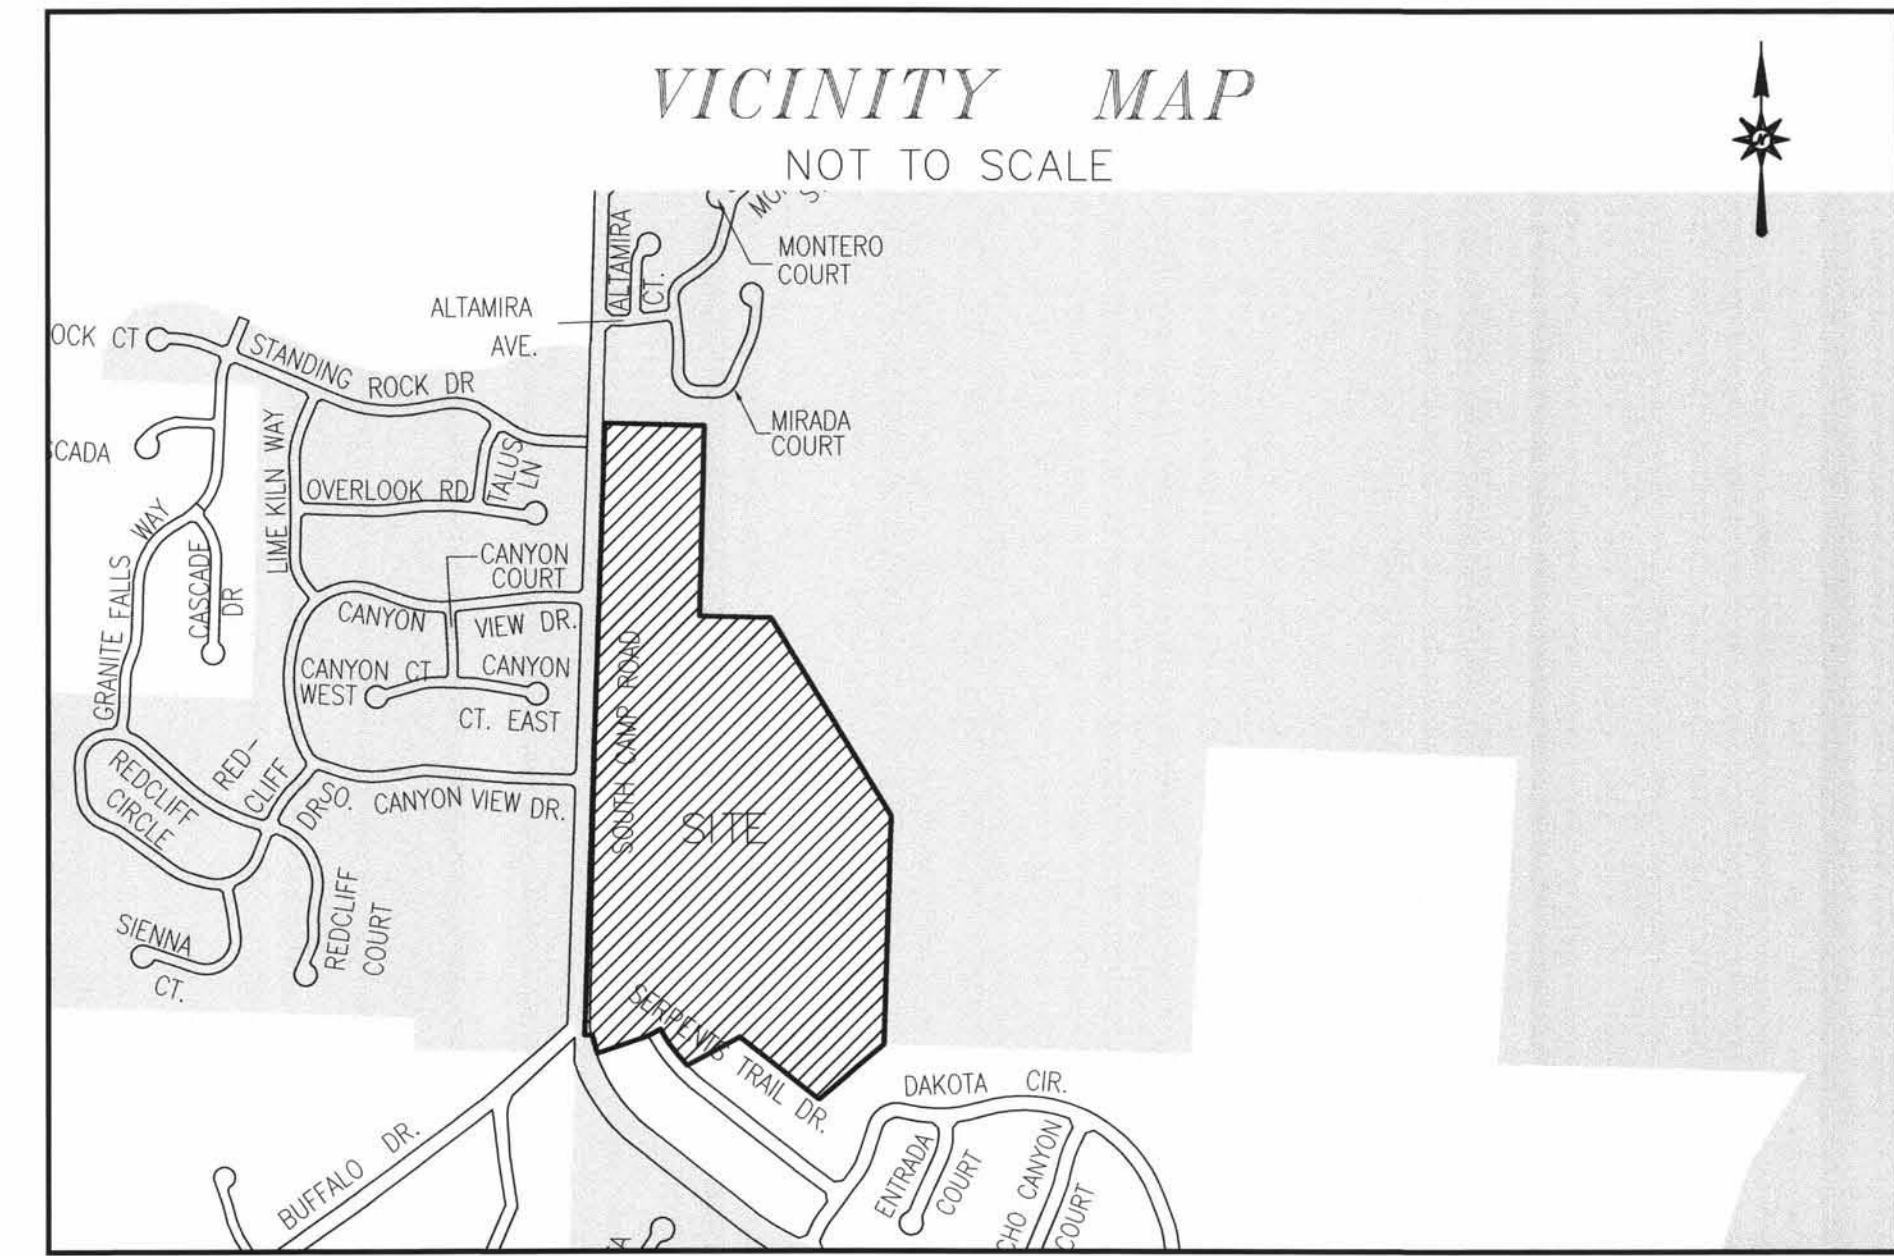 VICINITY MAP
NOT TO SCALE
N
ALTAMIRA
CT.
MONTERO
COURT
ALTAMIRA
AVE.
OCK CT
STANDING
ROCK DR
MIRADA
COURT
CADA
LIME KILN WAY
OVERLOOK RD
TALUS
LN
GRANITE FALLS WAY
CASCADE
DR
CANYON
COURT
CANYON VIEW DR.
CANYON CT
WEST
CANYON
CT. EAST
SOUTH CAMP ROAD
SITE
REDCLIFF
CIRCLE
RED-
CLIFF
DR.
SO. CANYON VIEW DR.
SIENNA
CT.
REDCLIFF
COURT
SERPENTS TRAIL DR.
DAKOTA CIR.
BUFFALO DR.
ENTRADA
COURT
CHO CANYON
COURT